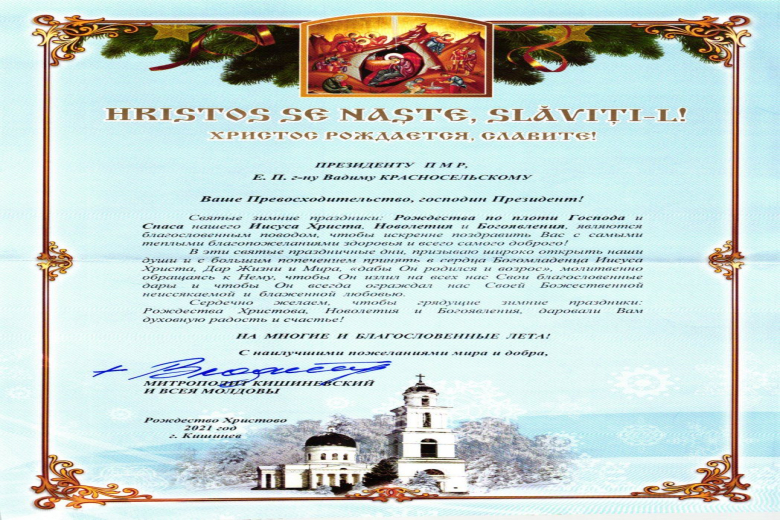 HRISTOS SE NAȘTE, SLĂVIȚI-L!
ХРИСТОС РОЖДАЕТСЯ, СЛАВИТЕ!
ПРЕЗИДЕНТУ П М Р,
Е. П. г-ну Вадиму КРАСНОСЕЛЬСКОМУ
Ваше Превосходительство, господин Президент!
Святые зимние праздники: Рождества по плоти Господа и
Спаса нашего Иисуса Христа, Новолетия и Богоявления, являются
благословенным поводом, чтобы искренне поздравить Вас с самыми
теплыми благопожеланиями здоровья и всего самого доброго!
В эти святые праздничные дни, призываю широко открыть наши
души и с большим попечением принять в сердца Богомладенца Иисуса
Христа, Дар Жизни и Мира, «дабы Он родился и возрос», молитвенно
обращаясь к Нему, чтобы Он излил на всех нас Свои благословенные
дары и чтобы Он всегда ограждал нас Своей Божественной
неиссякаемой и блаженной любовью.
Сердечно желаем, чтобы грядущие зимние праздники:
Рождества Христова, Новолетия и Богоявления, даровали Вам
духовную радость и счастье!
НА МНОГИЕ И БЛАГОСЛОВЕННЫЕ ЛЕТА!
С наилучшими пожеланиями мира и добра,
МИТРОПОЛИТ КИШИНЕВСКИЙ
И ВСЕЯ МОЛДОВЫ
Рождество Христово
2021 год
г. Кишинев